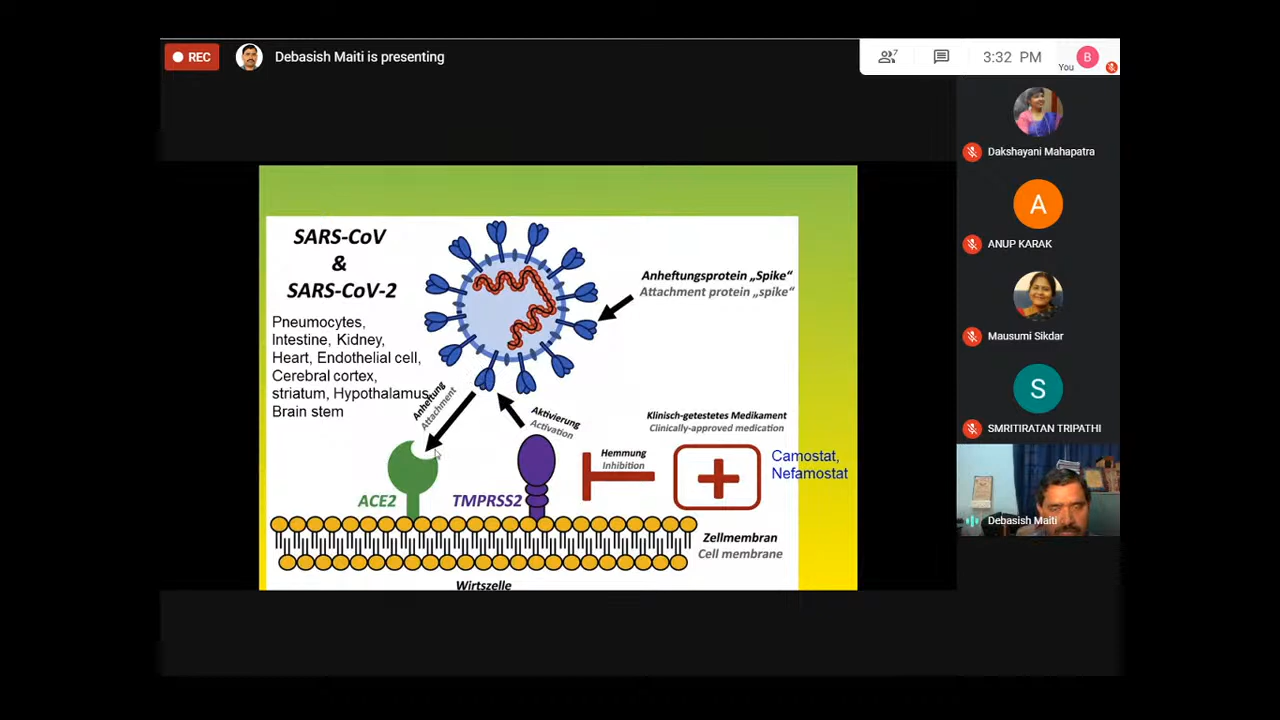 REC
Debasish Maiti is presenting
7
3:32 PM
You
B
Dakshayani Mahapatra
A
ANUP KARAK
Mausumi Sikdar
S
SMRITIRATAN TRIPATHI
Debasish Maiti
SARS-CoV
&
SARS-CoV-2
Pneumocytes,
Intestine, Kidney,
Heart, Endothelial cell,
Cerebral cortex,
striatum, Hypothalamus
Brain stem
Anheftungsprotein „Spike“
Attachment protein „spike“
Anheftung
Attachment
Aktivierung
Activation
Klinisch-getestetes Medikament
Clinically-approved medication
Hemmung
Inhibition
Camostat,
Nefamostat
ACE2
TMPRSS2
Zellmembran
Cell membrane
Wirtszelle